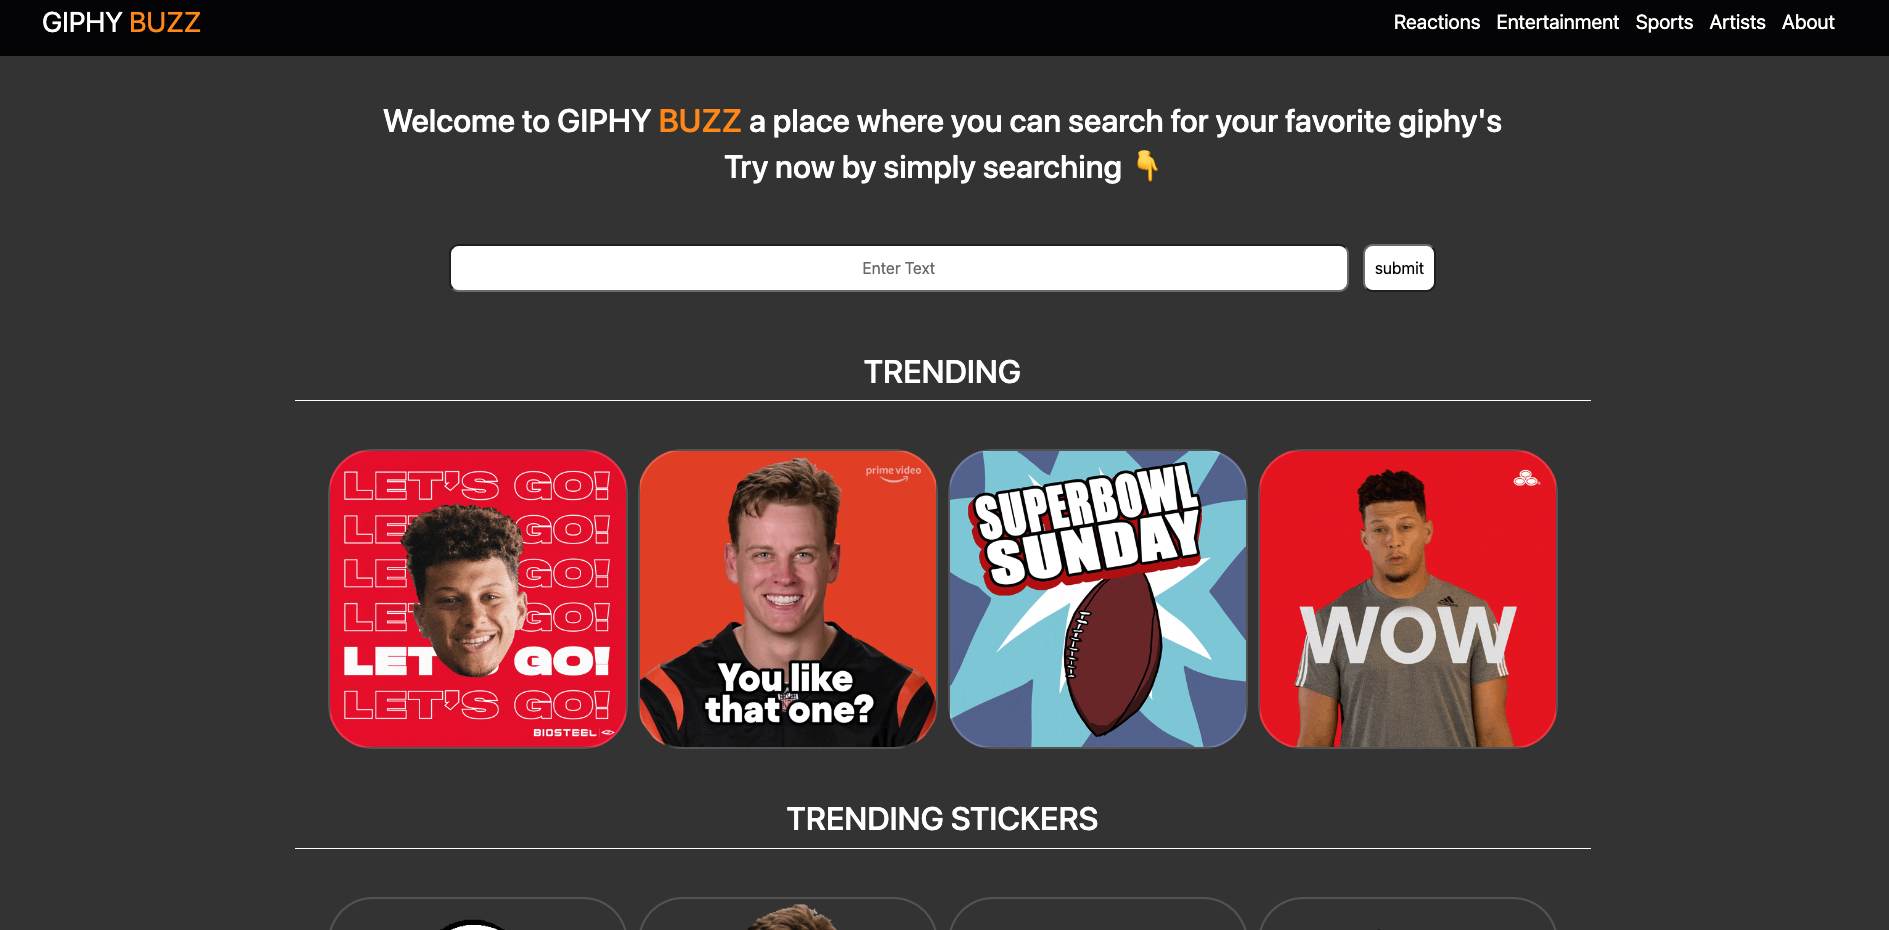 GIPHY BUZZ
Reactions Entertainment Sports Artists About
Welcome to GIPHY BUZZ a place where you can search for your favorite giphy's
Try now by simply searching 👇
Enter Text
submit
TRENDING
LET'S GO!
LE GO!
LE GO!
LET GO!
LET S GO!
LET'S GO!
BIOSTEEL
prime video
You like
that one?
SUPERBOWL
SUNDAY
WOW
TRENDING STICKERS